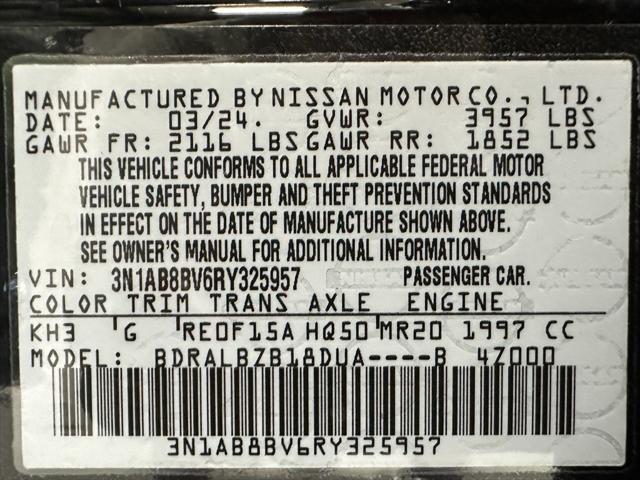 MANUFACTURED BY NISSAN MOTOR CO., LTD.
DATE: 03/24. GVWR: 3957 LBS
GAWR FR: 2116 LBS GAWR RR: 1852 LBS
THIS VEHICLE CONFORMS TO ALL APPLICABLE FEDERAL MOTOR
VEHICLE SAFETY, BUMPER AND THEFT PREVENTION STANDARDS
IN EFFECT ON THE DATE OF MANUFACTURE SHOWN ABOVE.
SEE OWNER'S MANUAL FOR ADDITIONAL INFORMATION.
VIN: 3N1AB8BV6RY325957 PASSENGER CAR.
COLOR TRIM TRANS AXLE ENGINE
KH3 G RE0F15A HQ50 MR20 1997 CC
MODEL: BDRALBZB18DUA----B 4Z000
3N1AB8BV6RY325957